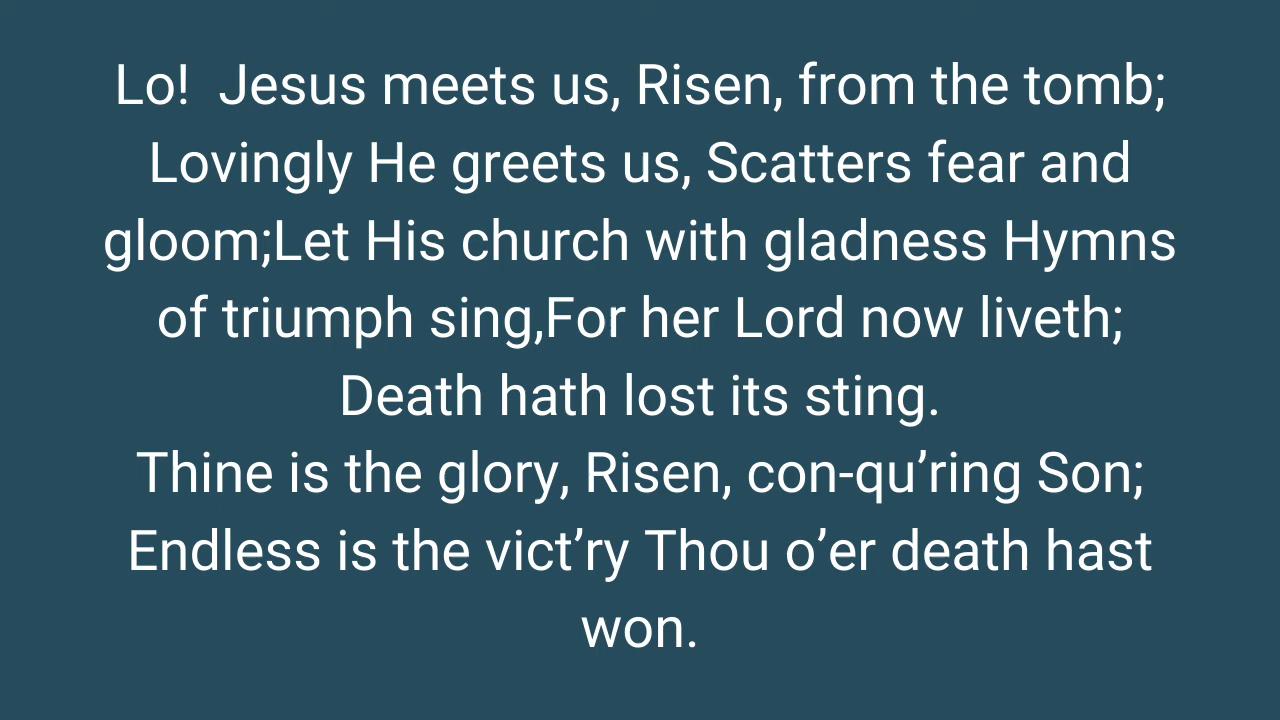 Lo!  Jesus meets us, Risen, from the tomb;
Lovingly He greets us, Scatters fear and
gloom;Let His church with gladness Hymns
of triumph sing,For her Lord now liveth;
Death hath lost its sting.
Thine is the glory, Risen, con-qu’ring Son;
Endless is the vict’ry Thou o’er death hast
won.